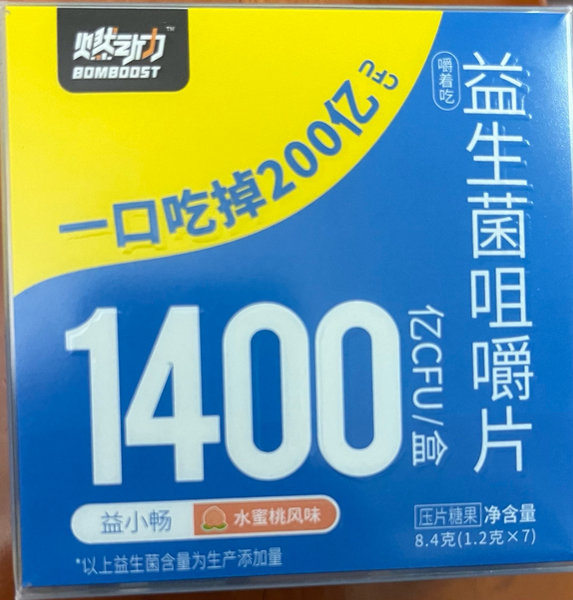 燃动力™
BOMBOOST
一口吃掉200亿
CFU
嚼着吃
益生菌咀嚼片
1400
亿CFU/盒
益小畅
水蜜桃风味
*以上益生菌含量为生产添加量
压片糖果 净含量
8.4克(1.2克×7)